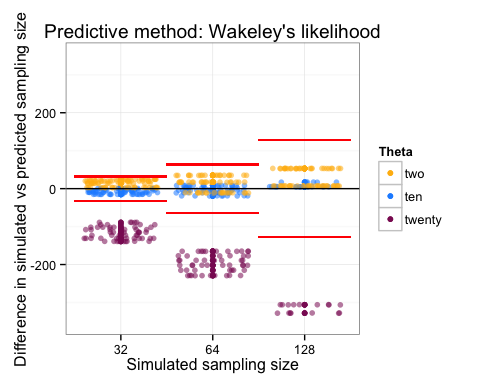 Predictive method: Wakeley's likelihood
Difference in simulated vs predicted sampling size
200
0
-200
32
64
128
Simulated sampling size
Theta
two
ten
twenty